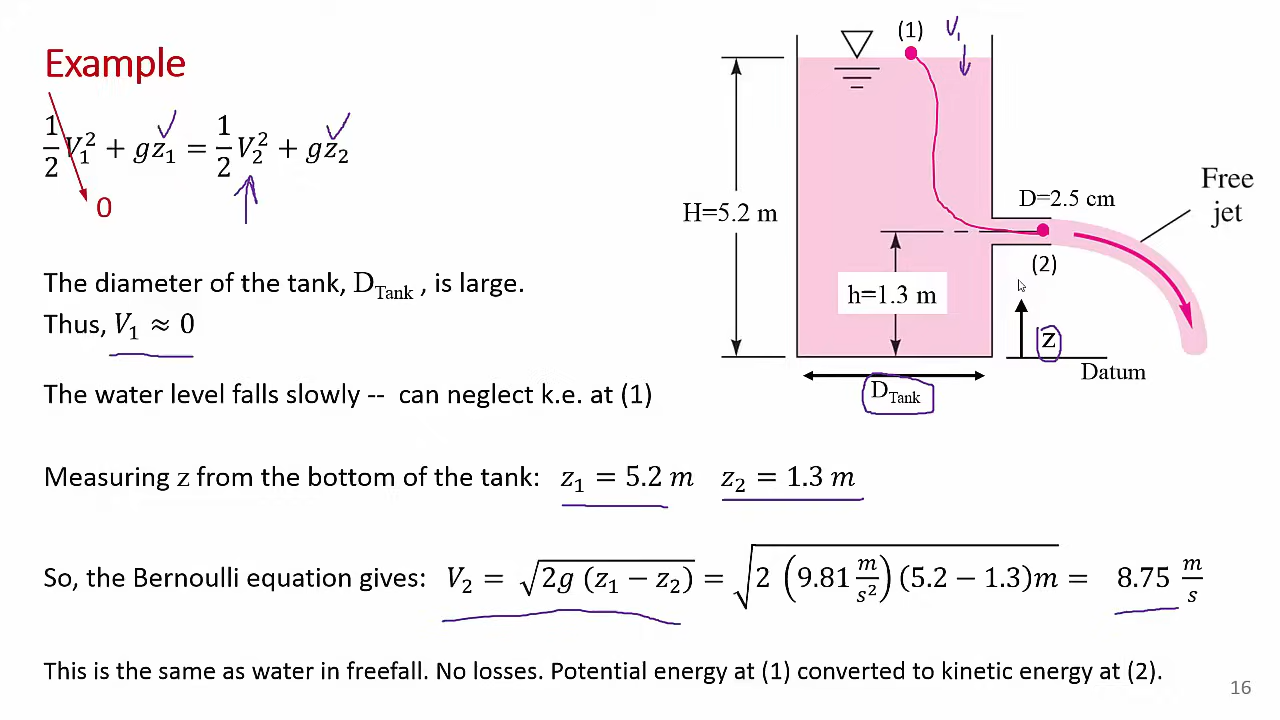 Example
½V₁² + gz₁ = ½V₂² + gz₂
0
The diameter of the tank, D_Tank , is large.
Thus, V₁ ≈ 0
The water level falls slowly -- can neglect k.e. at (1)
Measuring z from the bottom of the tank: z₁ = 5.2 m z₂ = 1.3 m
So, the Bernoulli equation gives: V₂ = √(2g (z₁ − z₂)) = √(2 (9.81 m/s²) (5.2 − 1.3)m) = 8.75 m/s
This is the same as water in freefall. No losses. Potential energy at (1) converted to kinetic energy at (2).
(1)
V₁
H=5.2 m
D=2.5 cm
Free
jet
(2)
h=1.3 m
z
Datum
D_Tank
16